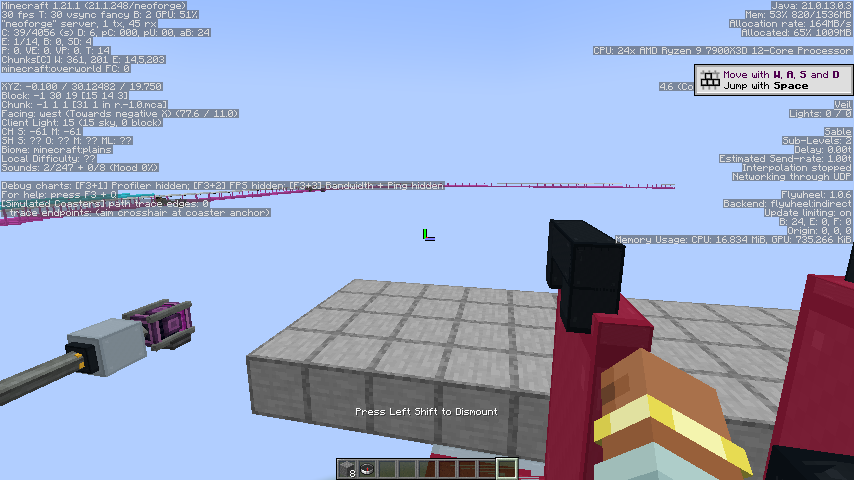 Minecraft 1.21.1 (21.1.248/neoforge)
30 fps T: 30 vsync fancy B: 2 GPU: 51%
"neoforge" server, 1 tx, 45 rx
C: 39/4056 (s) D: 6, pC: 000, pU: 00, aB: 24
E: 1/14, B: 0, SD: 4
P: 0. VE: 0. VP: 0. T: 14
Chunks[C] W: 361, 201 E: 14,5,203
minecraft:overworld FC: 0
XYZ: -0.100 / 30.12482 / 19.750
Block: -1 30 19 [15 14 3]
Chunk: -1 1 1 [31 1 in r.-1.0.mca]
Facing: west (Towards negative X) (77.6 / 11.0)
Client Light: 15 (15 sky, 0 block)
CH S: -61 M: -61
SH S: ?? O: ?? M: ?? ML: ??
Biome: minecraft:plains
Local Difficulty: ??
Sounds: 2/247 + 0/8 (Mood 0%)
Debug charts: [F3+1] Profiler hidden; [F3+2] FPS hidden; [F3+3] Bandwidth + Ping hidden
For help: press F3 + Q
[Simulated Coasters] path trace edges: 0
trace endpoints: (aim crosshair at coaster anchor)
Java: 21.0.13.0.3
Mem: 53% 820/1536MB
Allocation rate: 164MB/s
Allocated: 65% 1009MB
CPU: 24x AMD Ryzen 9 7900X3D 12-Core Processor
Move with W, A, S and D
Jump with Space
4.6 (Co
Veil
Lights: 0 / 0
Sable
Sub-Levels: 2
Delay: 0.00t
Estimated Send-rate: 1.00t
Interpolation stopped
Networking through UDP
Flywheel: 1.0.6
Backend: flywheel:indirect
Update limiting: on
B: 24, E: 0, F: 0
Origin: 0, 0, 0
Memory Usage: CPU: 16.834 MiB, GPU: 735.266 KiB
Press Left Shift to Dismount
8